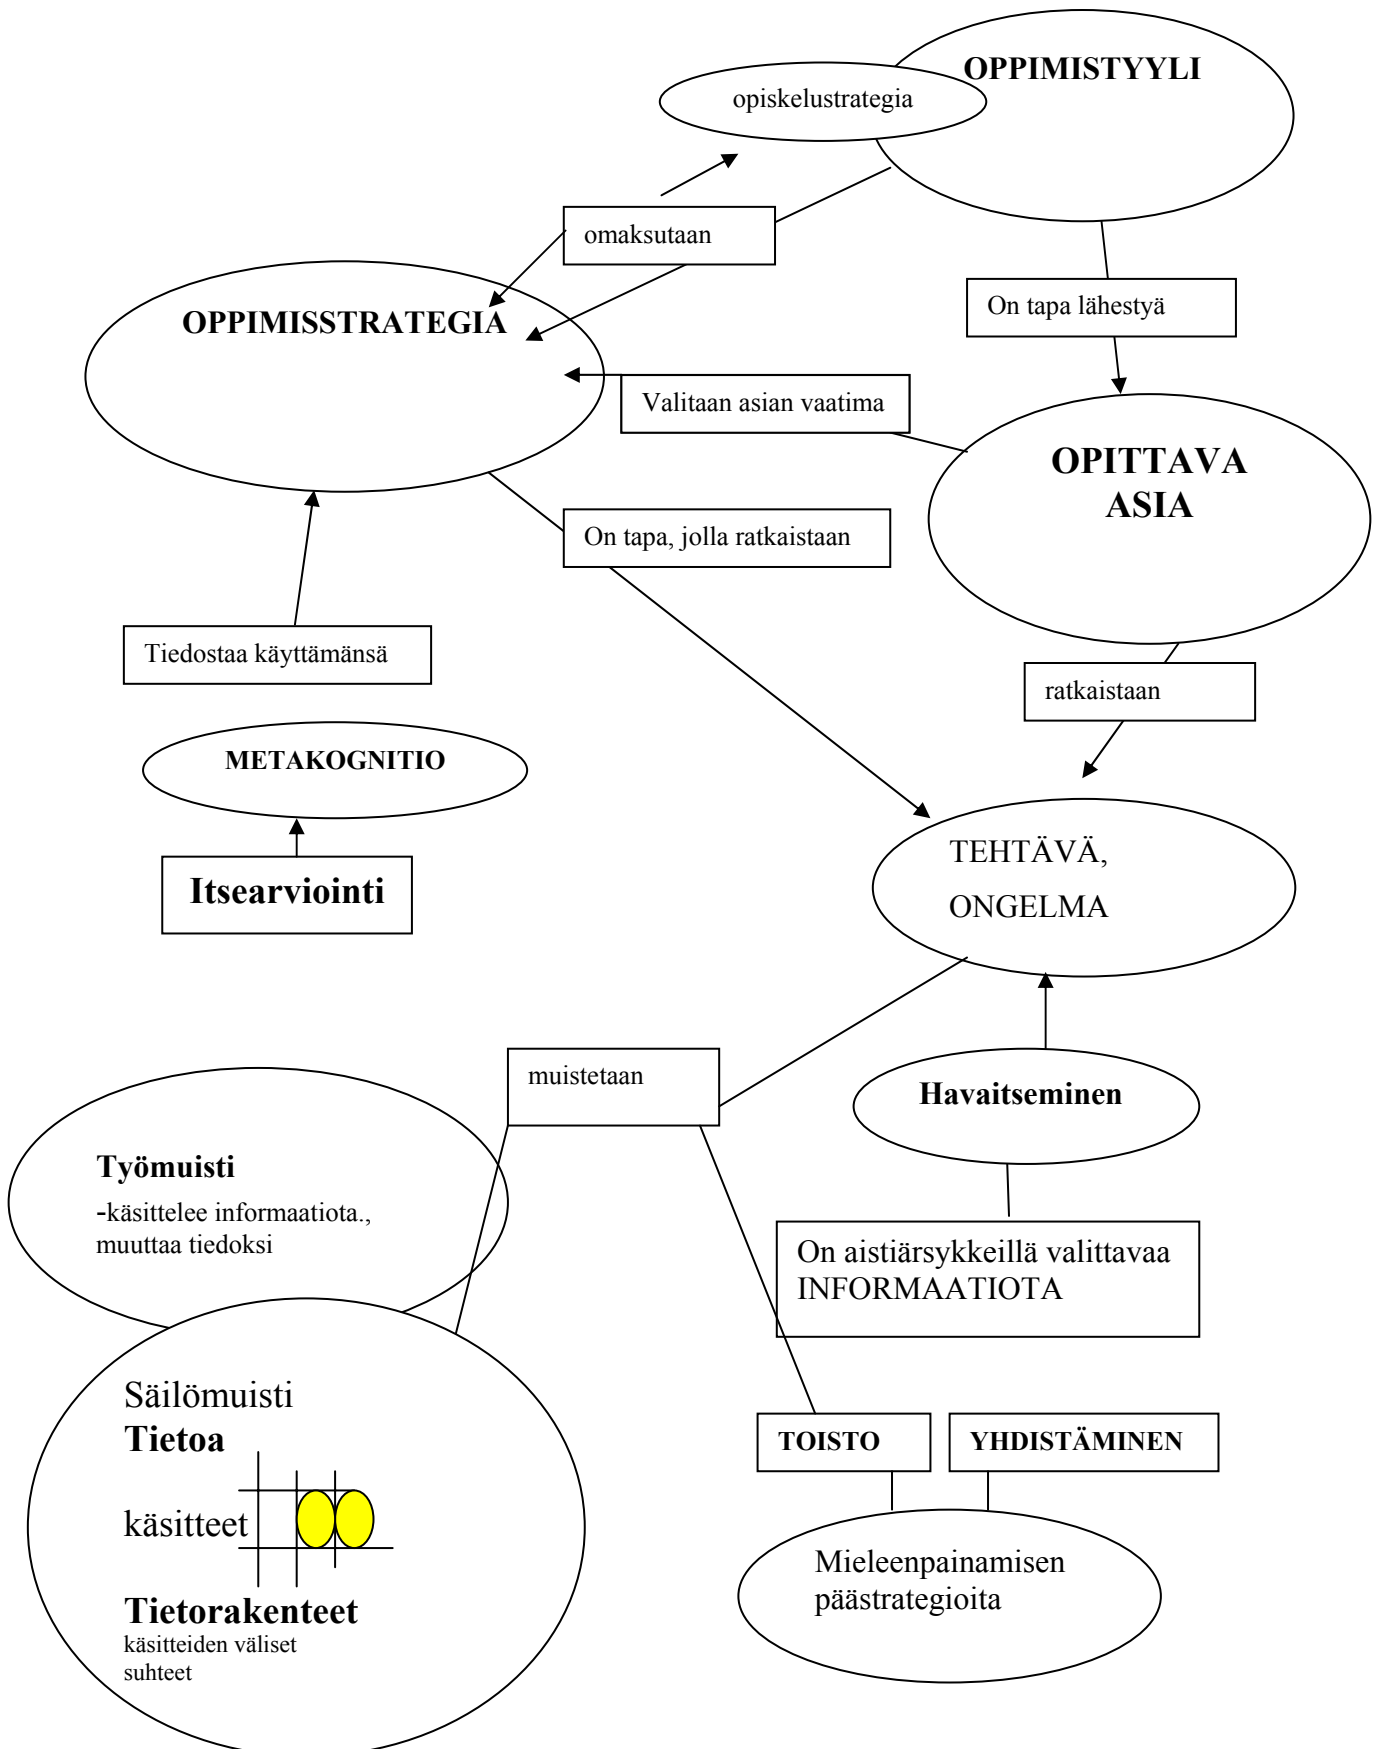 OPPIMISTYYLI
opiskelustrategia
omaksutaan
On tapa lähestyä
OPPIMISSTRATEGIA
Valitaan asian vaatima
OPITTAVA
ASIA
On tapa, jolla ratkaistaan
Tiedostaa käyttämänsä
ratkaistaan
METAKOGNITIO
Itsearviointi
TEHTÄVÄ,
ONGELMA
muistetaan
Havaitseminen
Työmuisti
-käsittelee informaatiota.,
muuttaa tiedoksi
On aistiärsykkeillä valittavaa
INFORMAATIOTA
Säilömuisti
Tietoa
käsitteet
Tietorakenteet
käsitteiden väliset
suhteet
TOISTO
YHDISTÄMINEN
Mieleenpainamisen
päästrategioita